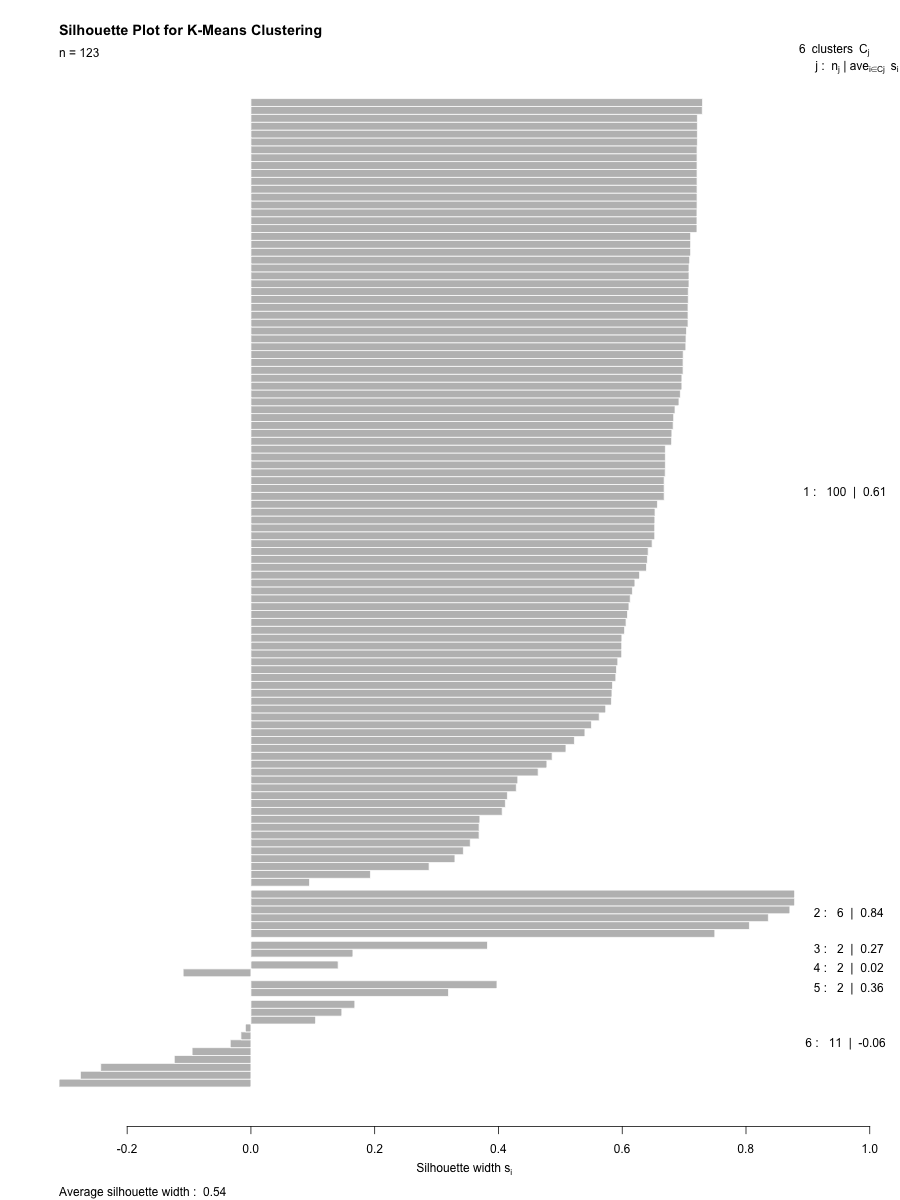 Silhouette Plot for K-Means Clustering
n = 123
6 clusters Cj
j : nj | avei∈Cj si
1 : 100 | 0.61
2 : 6 | 0.84
3 : 2 | 0.27
4 : 2 | 0.02
5 : 2 | 0.36
6 : 11 | -0.06
-0.2 0.0 0.2 0.4 0.6 0.8 1.0
Silhouette width si
Average silhouette width : 0.54